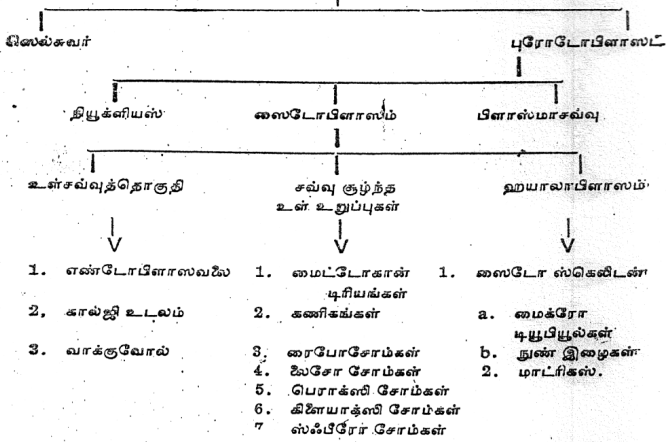 ஸெல்சுவர்
புரோடோபிளாஸட்
நியூக்ளியஸ்
ஸைடோபிளாஸம்
பிளாஸ்மாசவ்வு
உள்சவ்வுத்தொகுதி
சவ்வு சூழ்ந்த
உள் உறுப்புகள்
ஹயாலாபிளாஸம்
1. எண்டோபிளாஸவலை
2, கால்ஜி உடலம்
3. வாக்குவோல்
1. மைட்டோகான்
டிரியங்கள்
2. கணிகங்கள்
3. ரைபோசோம்கள்
4. லைசோ சோம்கள்
5. பெராக்ஸி சோம்கள்
6. கிளையாக்ஸி சோம்கள்
7 ஸ்ஃபீரோ சோம்கள்
1. ஸைடோ ஸ்கெலிடன்
a. மைக்ரோ
டியூபியூல்கள்
b. நுண் இழைகள்
2. மாட்ரிகஸ்.